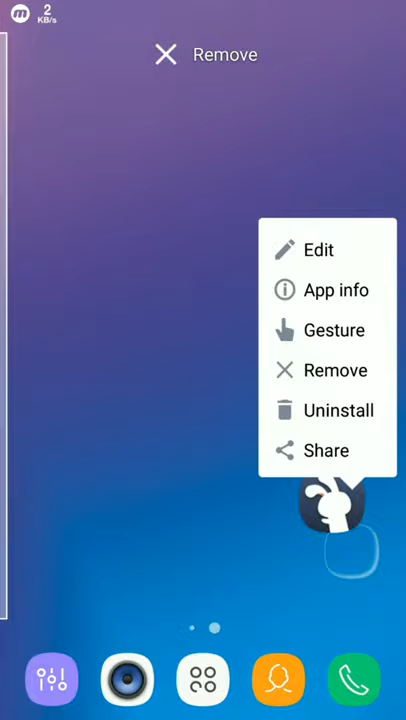 m 2
KB/s
Remove
Edit
App info
Gesture
Remove
Uninstall
Share